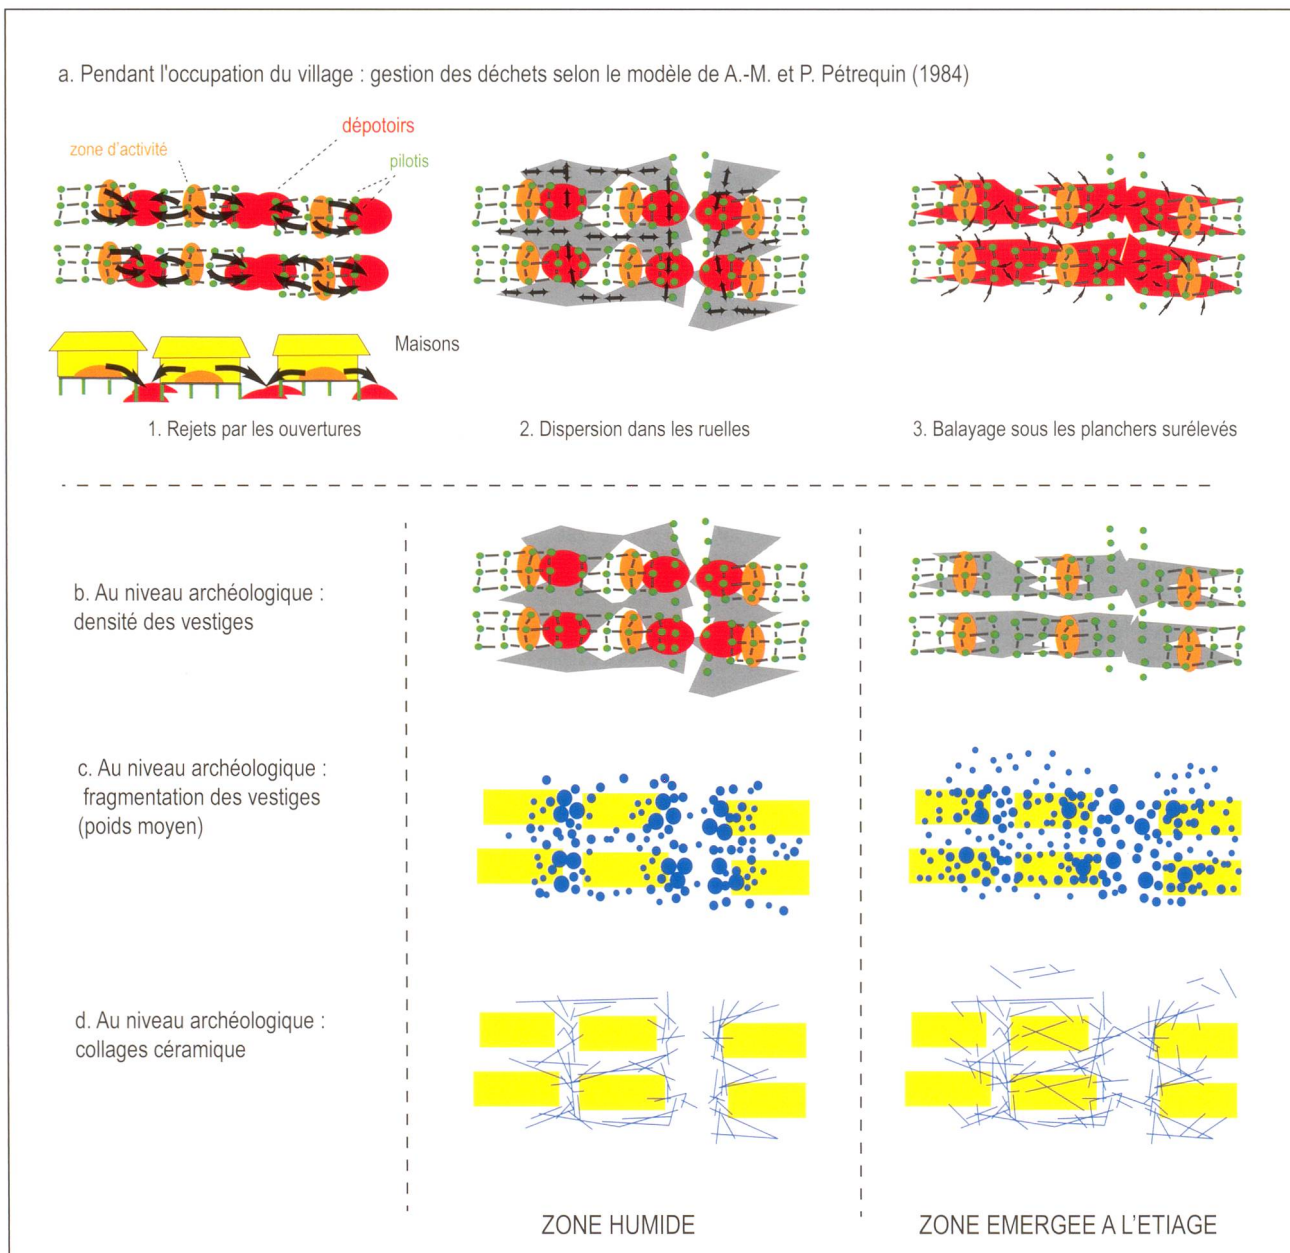 a. Pendant l'occupation du village : gestion des déchets selon le modèle de A.-M. et P. Pétrequin (1984)
dépotoirs
zone d'activité
pilotis
Maisons
1. Rejets par les ouvertures
2. Dispersion dans les ruelles
3. Balayage sous les planchers surélevés
b. Au niveau archéologique :
densité des vestiges
c. Au niveau archéologique :
fragmentation des vestiges
(poids moyen)
d. Au niveau archéologique :
collages céramique
ZONE HUMIDE
ZONE EMERGEE A L'ETIAGE